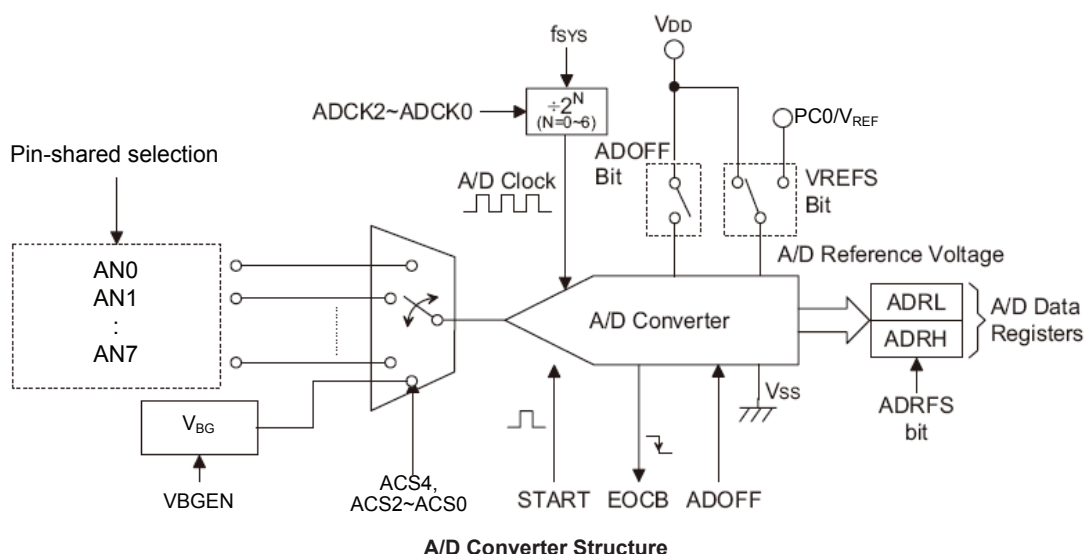 fSYS
VDD
ADCK2~ADCK0
÷2^N
(N=0~6)
PC0/VREF
Pin-shared selection
A/D Clock
ADOFF
Bit
VREFS
Bit
A/D Reference Voltage
AN0
AN1
:
AN7
A/D Converter
ADRL
ADRH
A/D Data
Registers
VBG
VSS
ADRFS
bit
VBGEN
ACS4,
ACS2~ACS0
START
EOCB
ADOFF
A/D Converter Structure